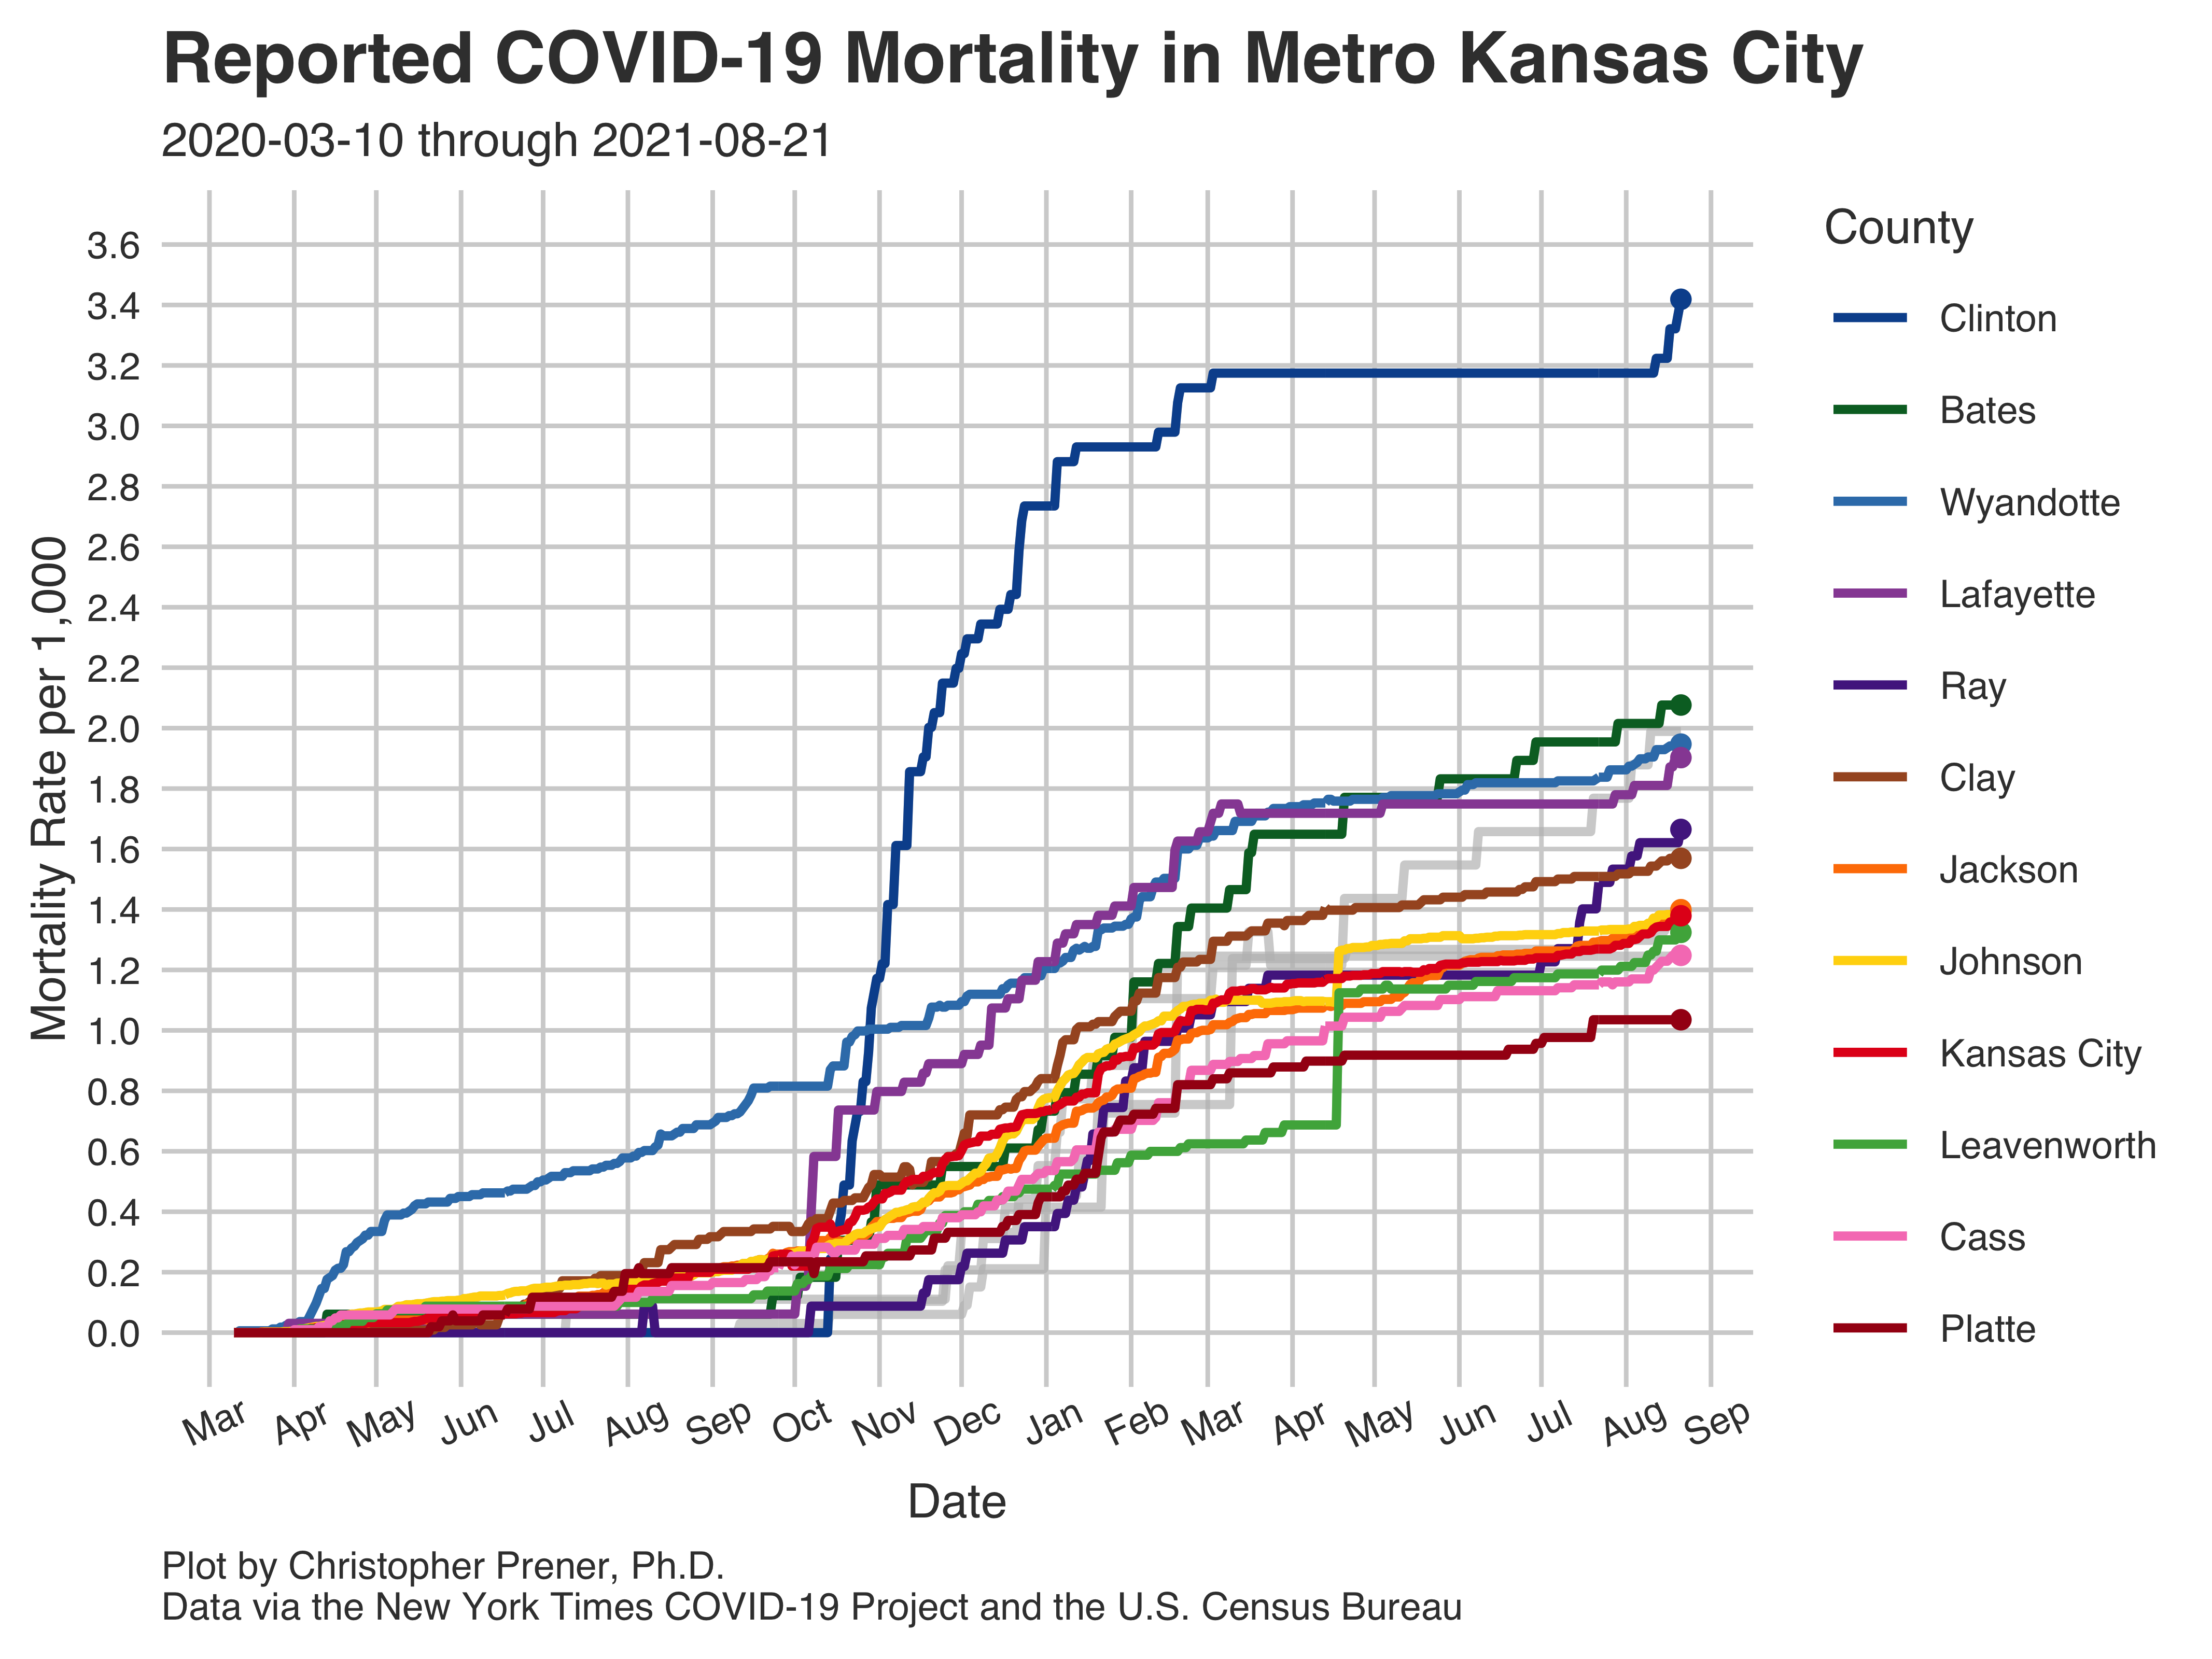 Reported COVID-19 Mortality in Metro Kansas City
2020-03-10 through 2021-08-21
County
Clinton
Bates
Wyandotte
Lafayette
Ray
Clay
Jackson
Johnson
Kansas City
Leavenworth
Cass
Platte
Mortality Rate per 1,000
3.6
3.4
3.2
3.0
2.8
2.6
2.4
2.2
2.0
1.8
1.6
1.4
1.2
1.0
0.8
0.6
0.4
0.2
0.0
Mar Apr May Jun Jul Aug Sep Oct Nov Dec Jan Feb Mar Apr May Jun Jul Aug Sep
Date
Plot by Christopher Prener, Ph.D.
Data via the New York Times COVID-19 Project and the U.S. Census Bureau